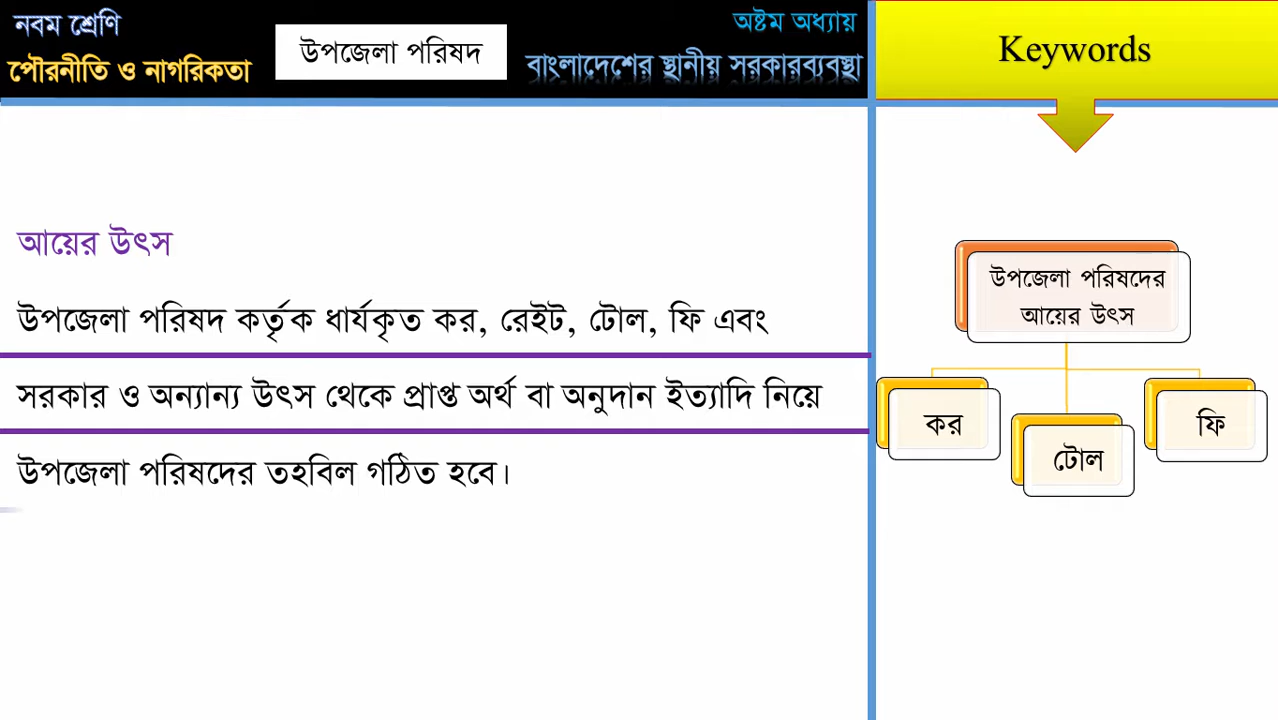 নবম শ্রেণি
পৌরনীতি ও নাগরিকতা
উপজেলা পরিষদ
অষ্টম অধ্যায়
বাংলাদেশের স্থানীয় সরকারব্যবস্থা
Keywords
আয়ের উৎস
উপজেলা পরিষদ কর্তৃক ধার্যকৃত কর, রেইট, টোল, ফি এবং
সরকার ও অন্যান্য উৎস থেকে প্রাপ্ত অর্থ বা অনুদান ইত্যাদি নিয়ে
উপজেলা পরিষদের তহবিল গঠিত হবে।
উপজেলা পরিষদের
আয়ের উৎস
কর
টোল
ফি